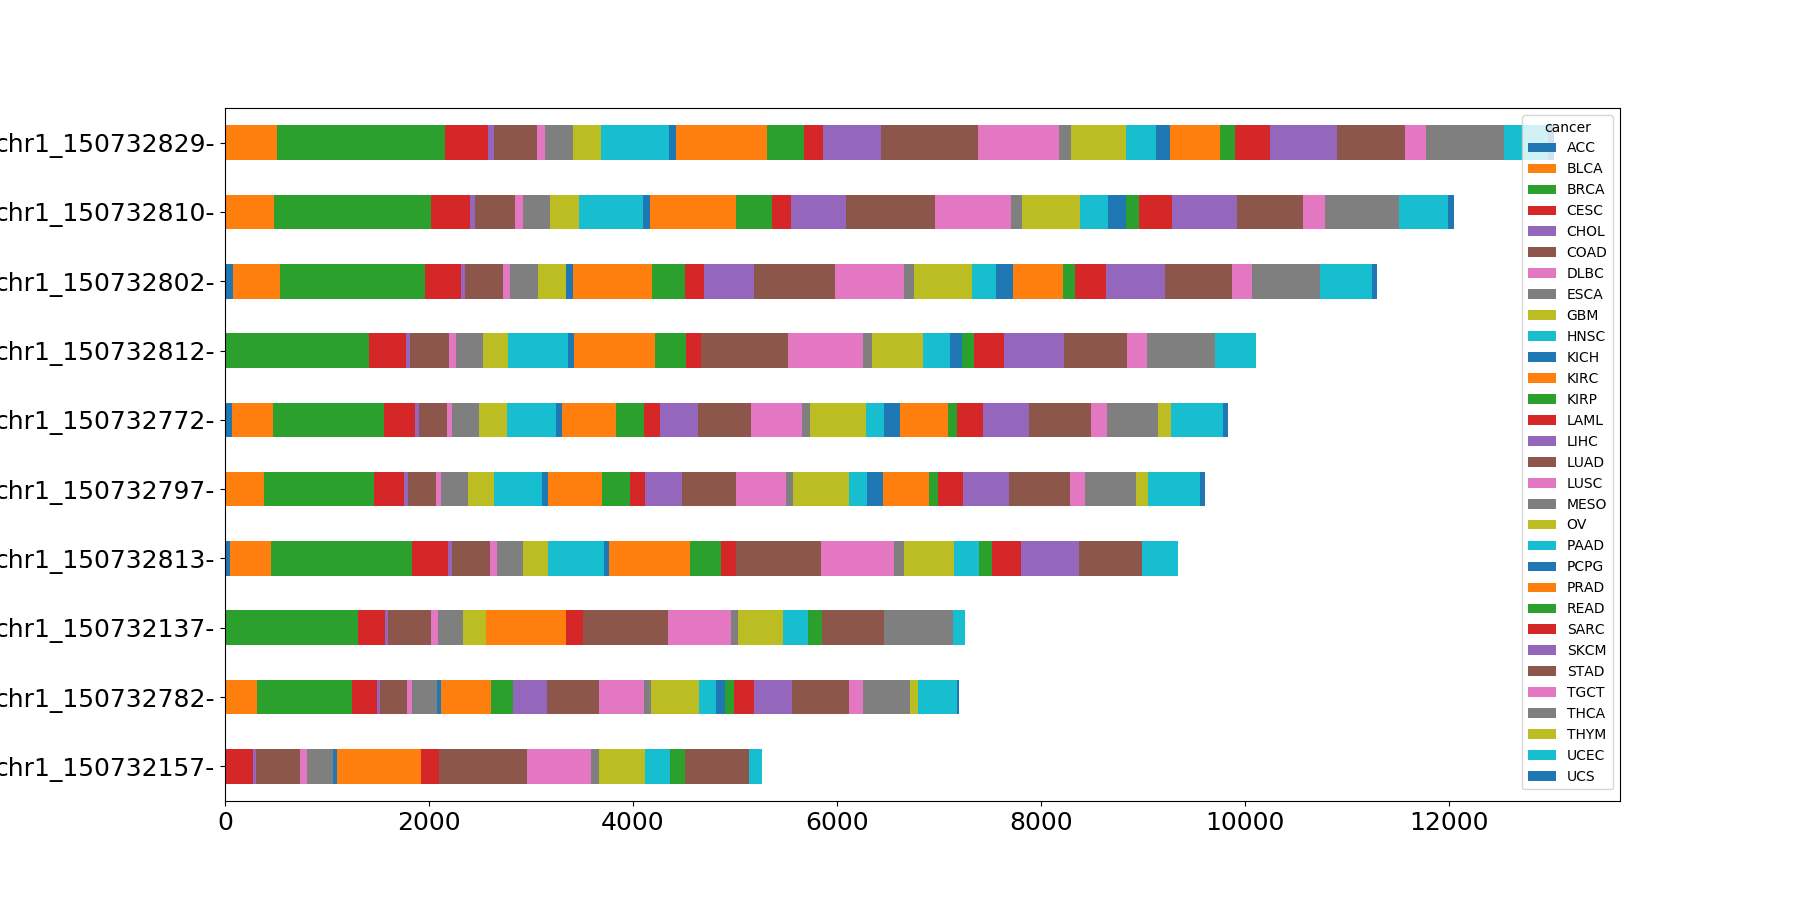 chr1_150732829-
chr1_150732810-
chr1_150732802-
chr1_150732812-
chr1_150732772-
chr1_150732797-
chr1_150732813-
chr1_150732137-
chr1_150732782-
chr1_150732157-
0 2000 4000 6000 8000 10000 12000
cancer
ACC
BLCA
BRCA
CESC
CHOL
COAD
DLBC
ESCA
GBM
HNSC
KICH
KIRC
KIRP
LAML
LIHC
LUAD
LUSC
MESO
OV
PAAD
PCPG
PRAD
READ
SARC
SKCM
STAD
TGCT
THCA
THYM
UCEC
UCS